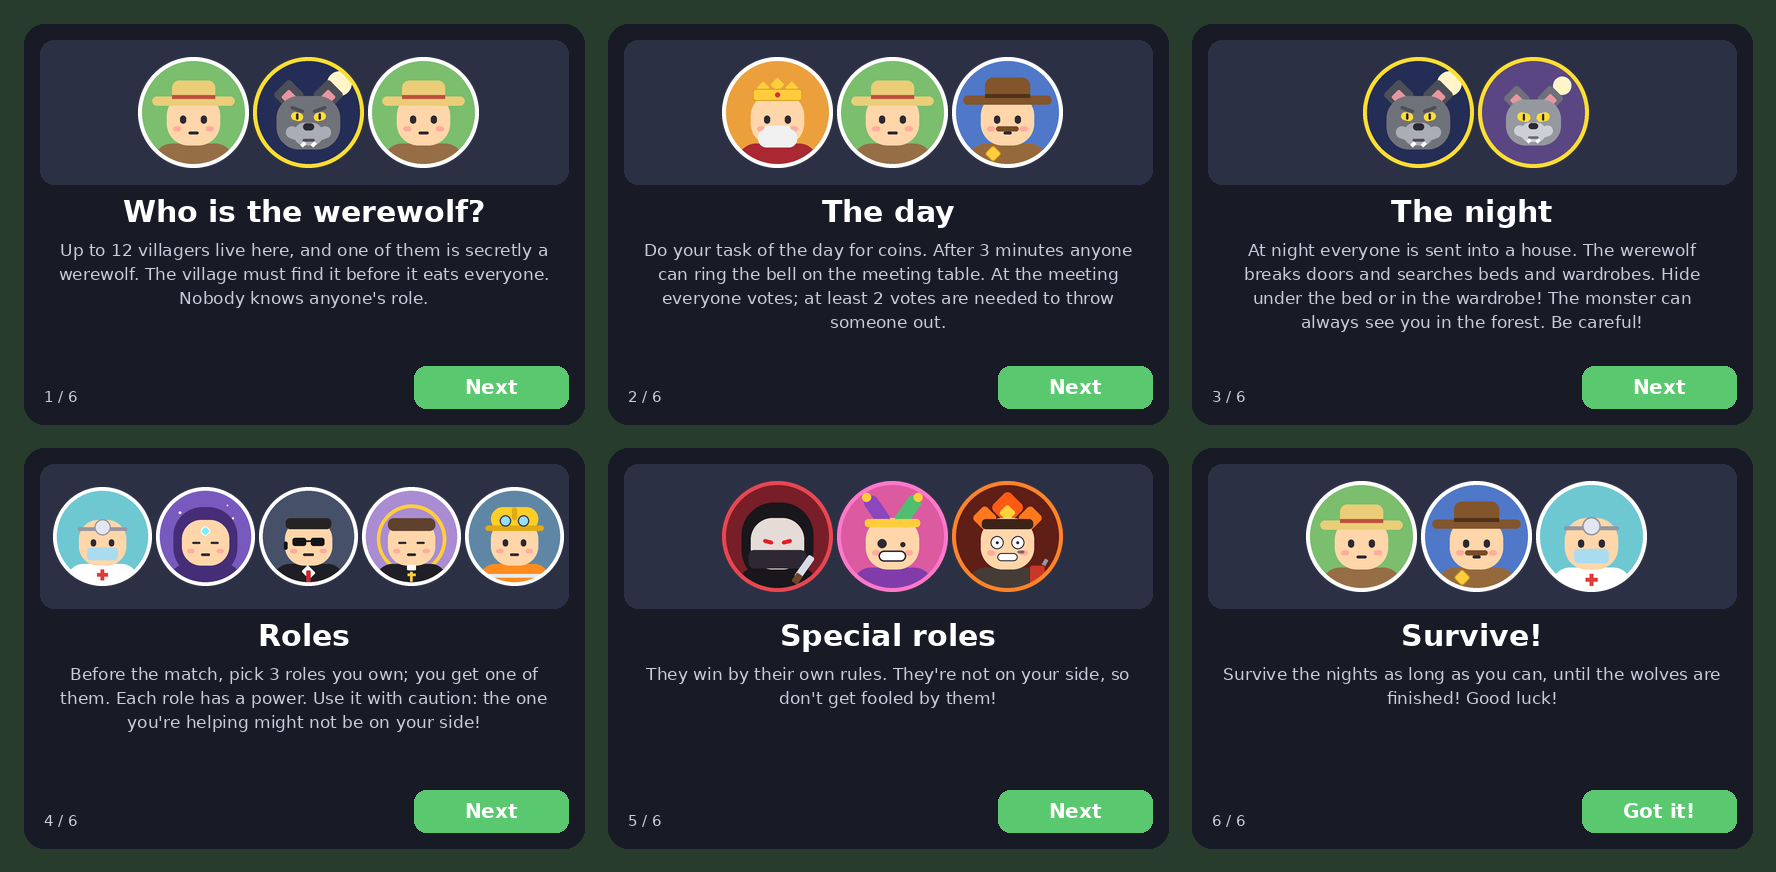 Who is the werewolf?
Up to 12 villagers live here, and one of them is secretly a
werewolf. The village must find it before it eats everyone.
Nobody knows anyone's role.
1 / 6
Next
The day
Do your task of the day for coins. After 3 minutes anyone
can ring the bell on the meeting table. At the meeting
everyone votes; at least 2 votes are needed to throw
someone out.
2 / 6
Next
The night
At night everyone is sent into a house. The werewolf
breaks doors and searches beds and wardrobes. Hide
under the bed or in the wardrobe! The monster can
always see you in the forest. Be careful!
3 / 6
Next
Roles
Before the match, pick 3 roles you own; you get one of
them. Each role has a power. Use it with caution: the one
you're helping might not be on your side!
4 / 6
Next
Special roles
They win by their own rules. They're not on your side, so
don't get fooled by them!
5 / 6
Next
Survive!
Survive the nights as long as you can, until the wolves are
finished! Good luck!
6 / 6
Got it!